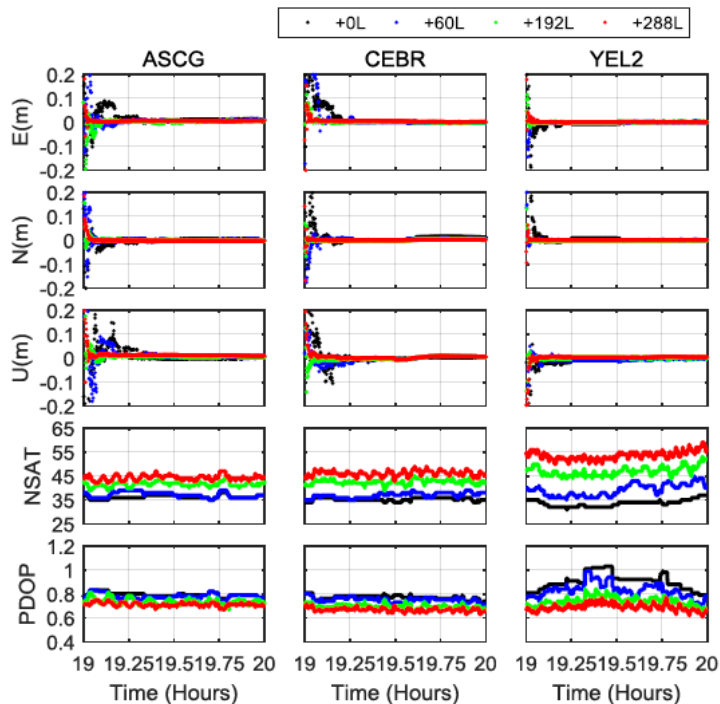 +0L +60L +192L +288L
ASCG CEBR YEL2
E(m)
0.2
0.1
0
-0.1
-0.2
N(m)
0.2
0.1
0
-0.1
-0.2
U(m)
0.2
0.1
0
-0.1
-0.2
NSAT
65
55
45
35
25
PDOP
1.2
1
0.8
0.6
0.4
19 19.25 19.5 19.75 20 19 19.25 19.5 19.75 20 19 19.25 19.5 19.75 20
Time (Hours) Time (Hours) Time (Hours)